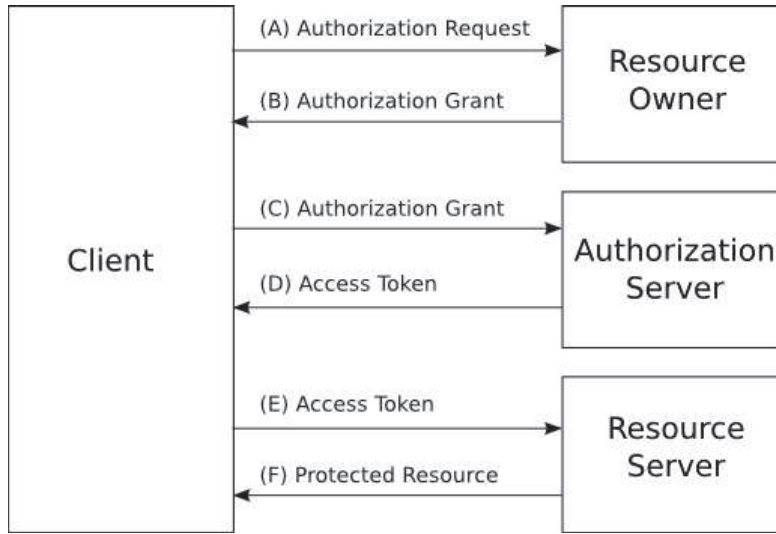 (A) Authorization Request
Resource
Owner
(B) Authorization Grant
Client
(C) Authorization Grant
Authorization
Server
(D) Access Token
(E) Access Token
Resource
Server
(F) Protected Resource